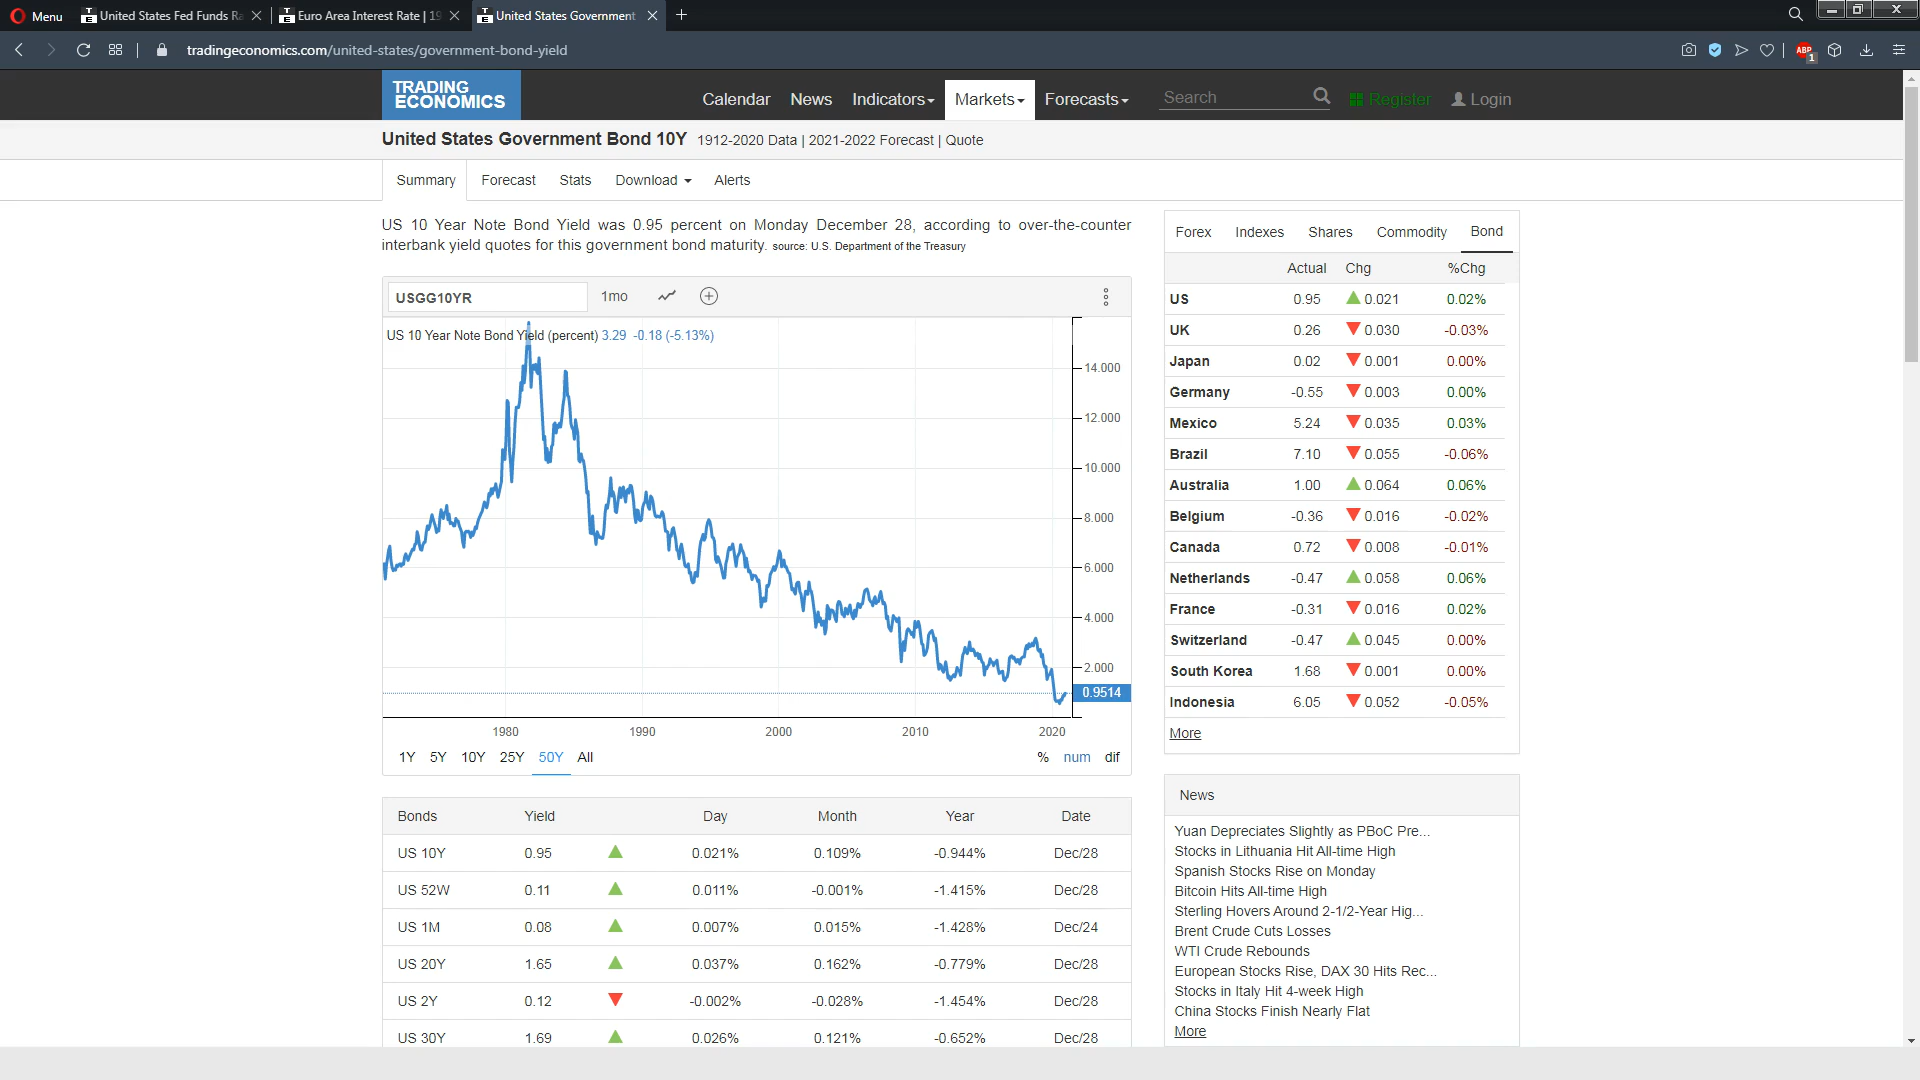 Menu
United States Fed Funds Ra
Euro Area Interest Rate | 19
United States Government
tradingeconomics.com/united-states/government-bond-yield
ABP
1
TRADING
ECONOMICS
Calendar News Indicators Markets Forecasts Search Register Login
United States Government Bond 10Y 1912-2020 Data | 2021-2022 Forecast | Quote
Summary Forecast Stats Download Alerts
US 10 Year Note Bond Yield was 0.95 percent on Monday December 28, according to over-the-counter
interbank yield quotes for this government bond maturity. source: U.S. Department of the Treasury
USGG10YR 1mo
US 10 Year Note Bond Yield (percent) 3.29 -0.18 (-5.13%)
14.000
12.000
10.000
8.000
6.000
4.000
2.000
0.9514
1980 1990 2000 2010 2020
1Y 5Y 10Y 25Y 50Y All % num dif
Bonds Yield Day Month Year Date
US 10Y 0.95 0.021% 0.109% -0.944% Dec/28
US 52W 0.11 0.011% -0.001% -1.415% Dec/28
US 1M 0.08 0.007% 0.015% -1.428% Dec/24
US 20Y 1.65 0.037% 0.162% -0.779% Dec/28
US 2Y 0.12 -0.002% -0.028% -1.454% Dec/28
US 30Y 1.69 0.026% 0.121% -0.652% Dec/28
Forex Indexes Shares Commodity Bond
Actual Chg %Chg
US 0.95 0.021 0.02%
UK 0.26 0.030 -0.03%
Japan 0.02 0.001 0.00%
Germany -0.55 0.003 0.00%
Mexico 5.24 0.035 0.03%
Brazil 7.10 0.055 -0.06%
Australia 1.00 0.064 0.06%
Belgium -0.36 0.016 -0.02%
Canada 0.72 0.008 -0.01%
Netherlands -0.47 0.058 0.06%
France -0.31 0.016 0.02%
Switzerland -0.47 0.045 0.00%
South Korea 1.68 0.001 0.00%
Indonesia 6.05 0.052 -0.05%
More
News
Yuan Depreciates Slightly as PBoC Pre...
Stocks in Lithuania Hit All-time High
Spanish Stocks Rise on Monday
Bitcoin Hits All-time High
Sterling Hovers Around 2-1/2-Year Hig...
Brent Crude Cuts Losses
WTI Crude Rebounds
European Stocks Rise, DAX 30 Hits Rec...
Stocks in Italy Hit 4-week High
China Stocks Finish Nearly Flat
More